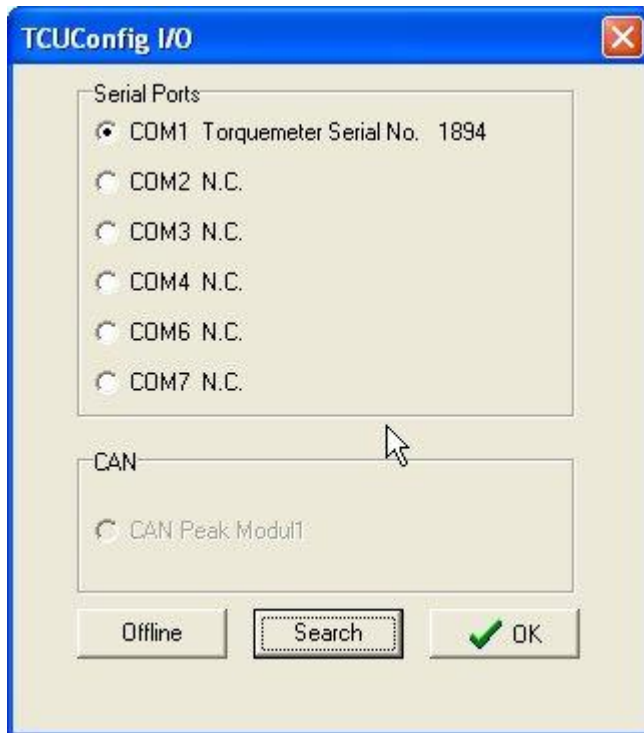 TCUConfig I/O
Serial Ports
COM1 Torquemeter Serial No. 1894
COM2 N.C.
COM3 N.C.
COM4 N.C.
COM6 N.C.
COM7 N.C.
CAN
CAN Peak Modul1
Offline Search OK